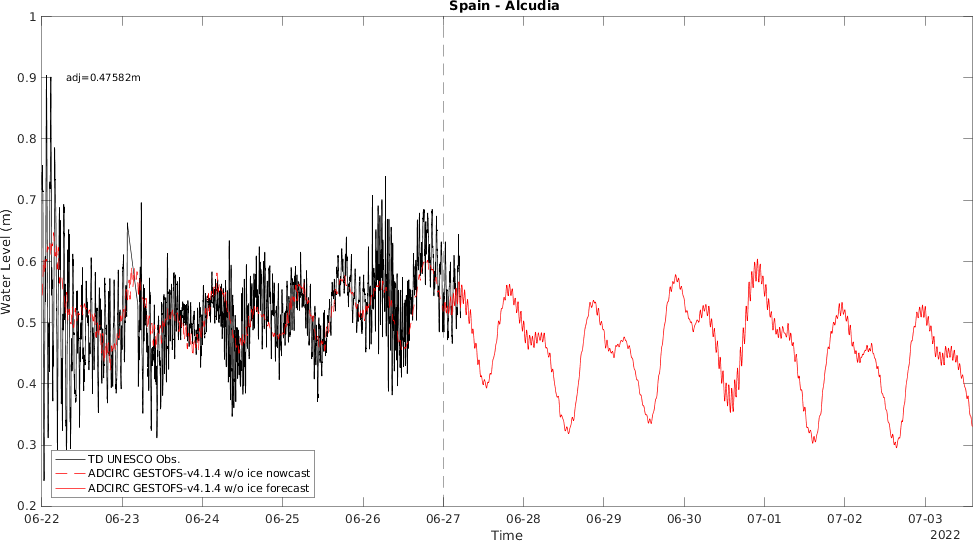 Spain - Alcudia
1
adj=0.47582m
0.9
0.8
0.7
0.6
0.5
0.4
0.3
0.2
Water Level (m)
TD UNESCO Obs.
ADCIRC GESTOFS-v4.1.4 w/o ice nowcast
ADCIRC GESTOFS-v4.1.4 w/o ice forecast
06-22 06-23 06-24 06-25 06-26 06-27 06-28 06-29 06-30 07-01 07-02 07-03
Time
2022